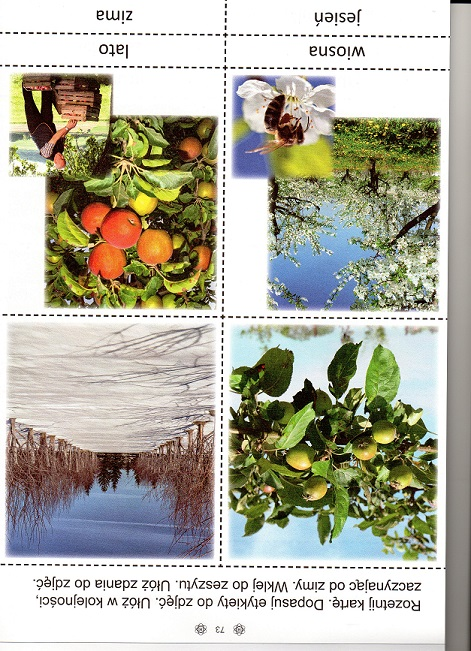 73
Rozetnij kartę. Dopasuj etykiety do zdjęć. Ułóż w kolejności,
zaczynając od zimy. Wklej do zeszytu. Ułóż zdania do zdjęć.
wiosna lato
jesień zima